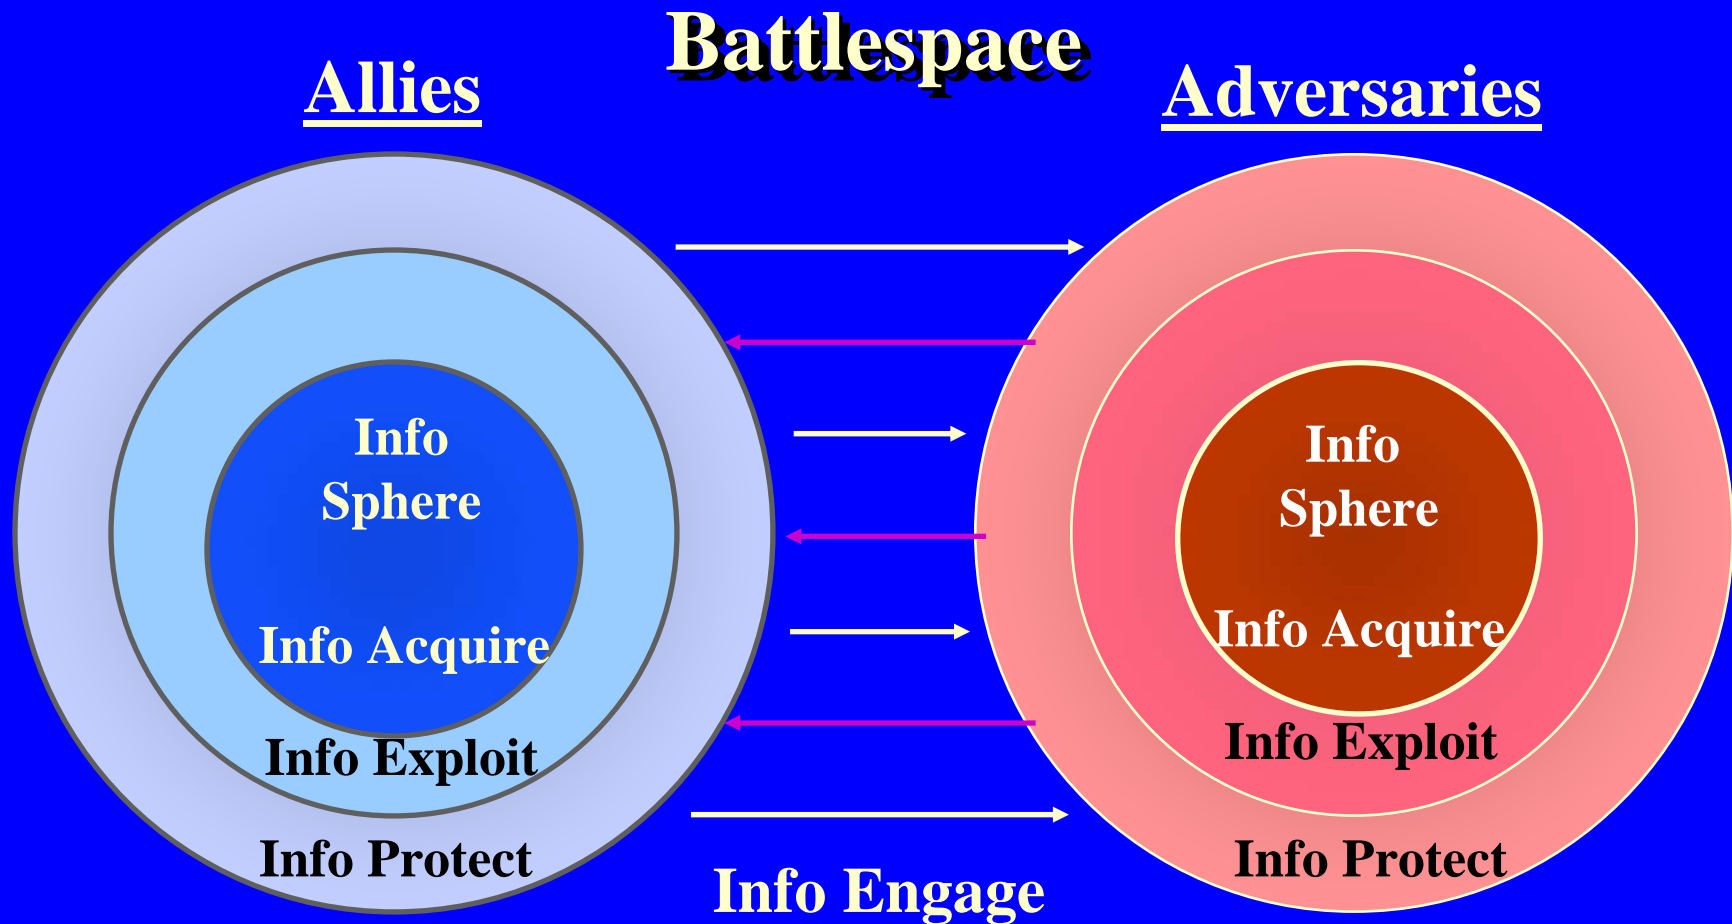 Battlespace
Allies
Adversaries
Info
Sphere
Info Acquire
Info Exploit
Info Protect
Info
Sphere
Info Acquire
Info Exploit
Info Protect
Info Engage